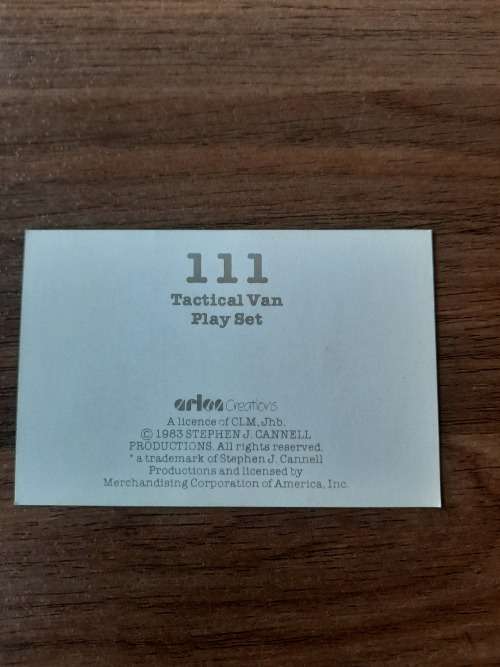 111
Tactical Van
Play Set
arlea Creations
A licence of CLM, Jhb.
© 1983 STEPHEN J. CANNELL
PRODUCTIONS. All rights reserved.
* a trademark of Stephen J. Cannell
Productions and licensed by
Merchandising Corporation of America, Inc.